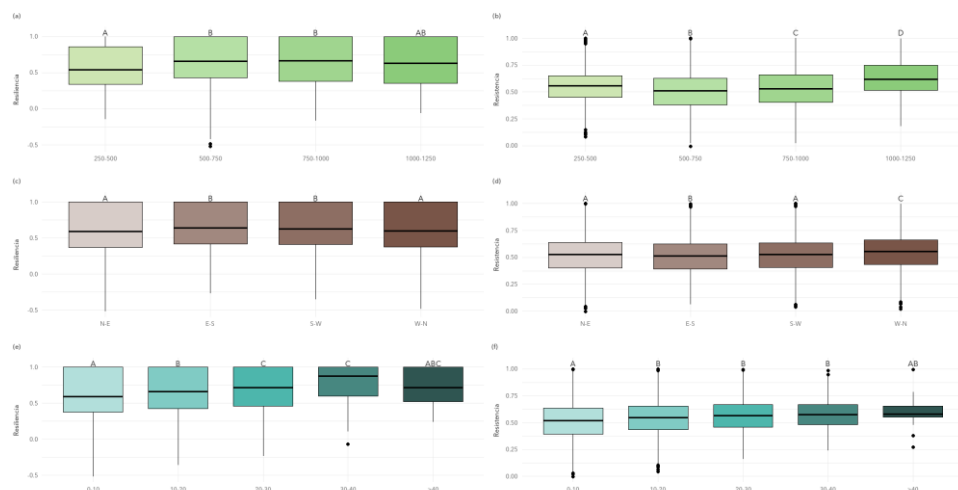 (a)
A B B AB
Resiliencia
1.0
0.5
0.0
-0.5
250-500 500-750 750-1000 1000-1250
(b)
A B C D
Resistencia
1.00
0.75
0.50
0.25
0.00
250-500 500-750 750-1000 1000-1250
(c)
A B B A
Resiliencia
1.0
0.5
0.0
-0.5
N-E E-S S-W W-N
(d)
A B A C
Resistencia
1.00
0.75
0.50
0.25
0.00
N-E E-S S-W W-N
(e)
A B C C ABC
Resiliencia
1.0
0.5
0.0
-0.5
0-10 10-20 20-30 30-40 >40
(f)
A B B B AB
Resistencia
1.00
0.75
0.50
0.25
0.00
0-10 10-20 20-30 30-40 >40